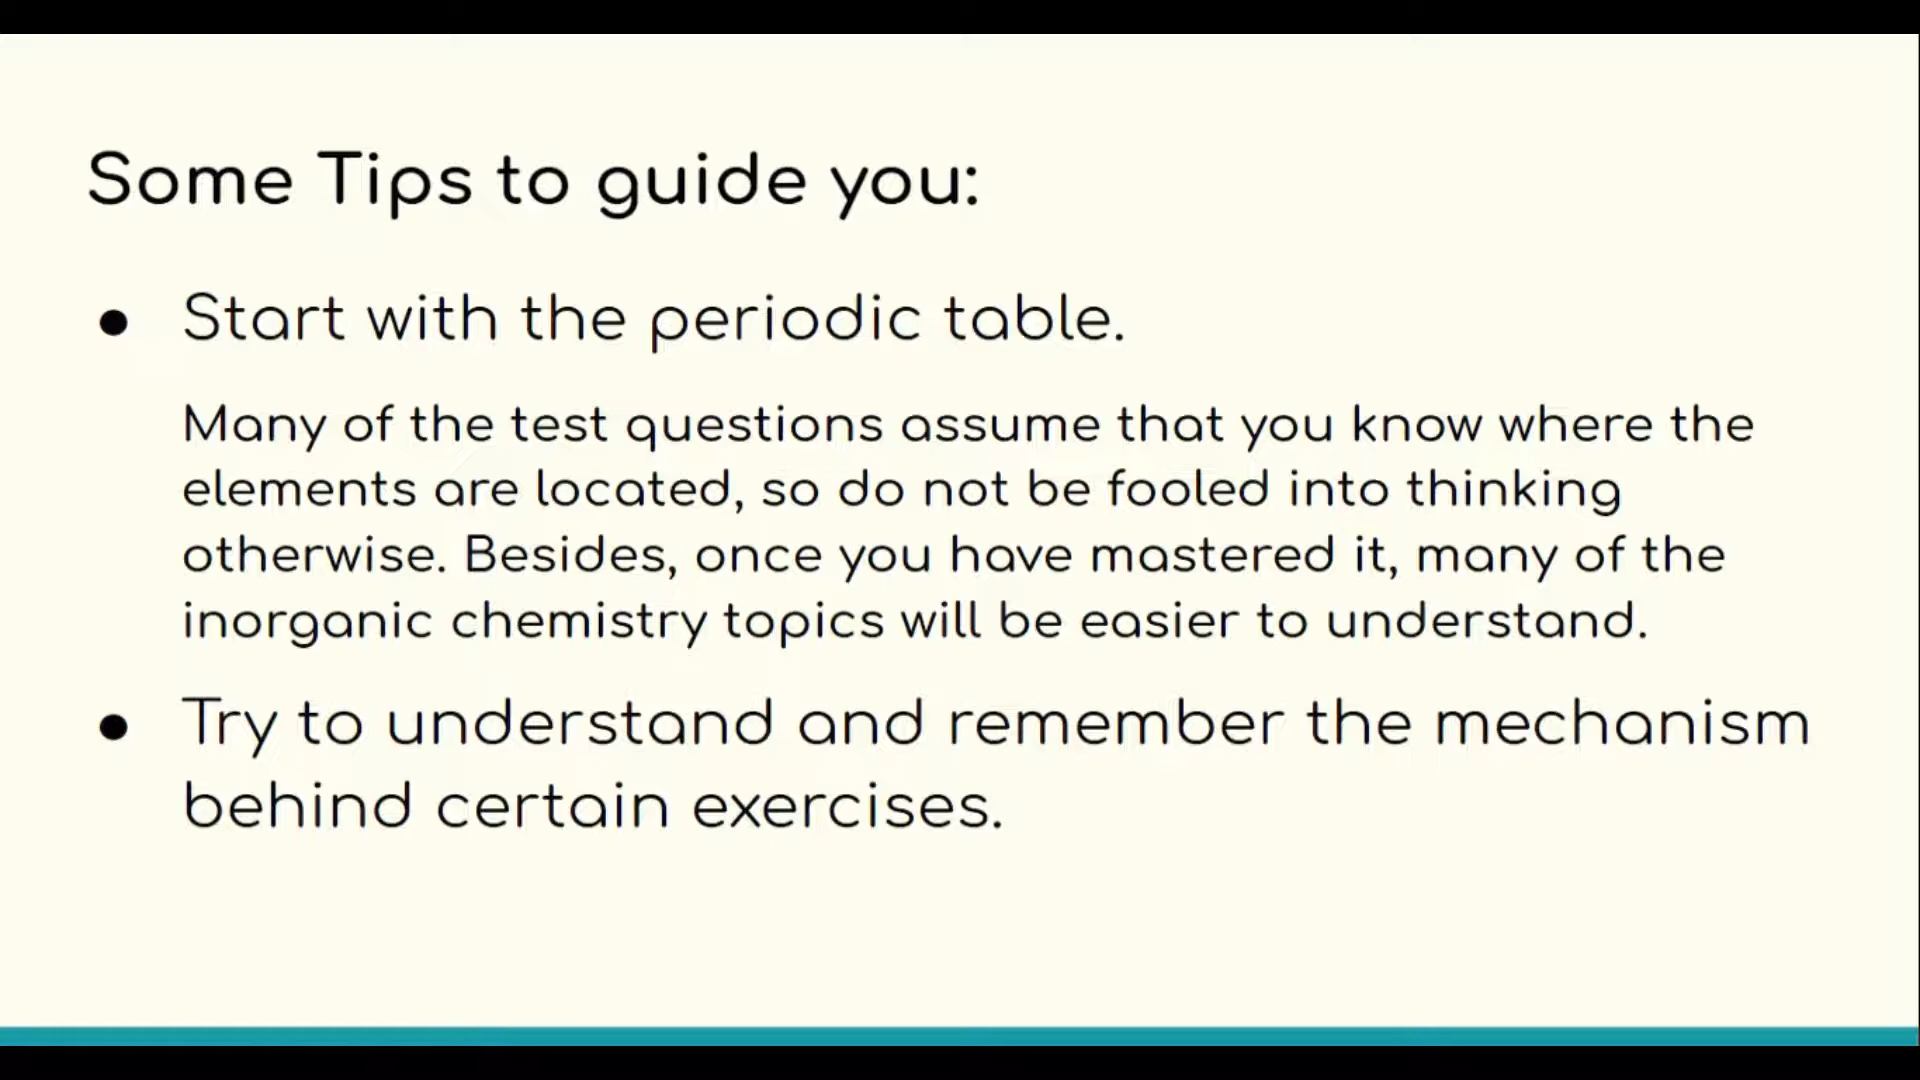 Some Tips to guide you:
● Start with the periodic table.
Many of the test questions assume that you know where the
elements are located, so do not be fooled into thinking
otherwise. Besides, once you have mastered it, many of the
inorganic chemistry topics will be easier to understand.
● Try to understand and remember the mechanism
behind certain exercises.